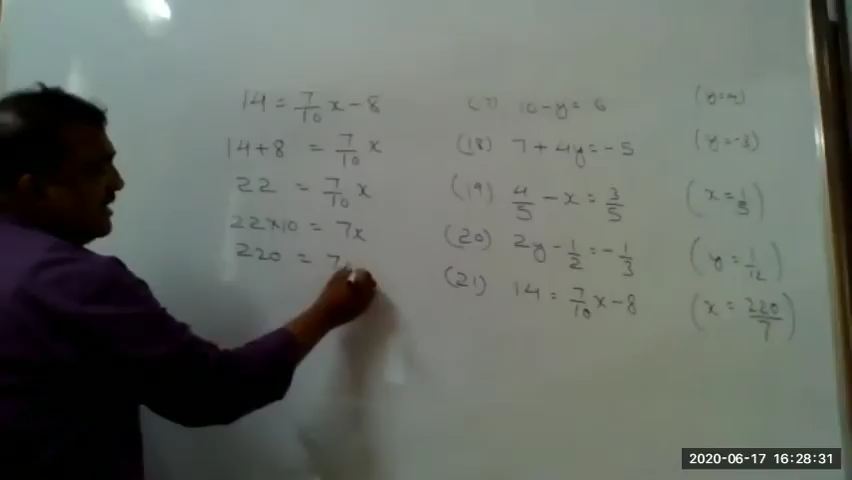 14 = 7/10 x - 8
14 + 8 = 7/10 x
22 = 7/10 x
22 × 10 = 7x
220 = 7
10 - y = 6
(y = 4)
(18) 7 + 4y = -5 (y = -3)
(19) 4/5 - x = 3/5 (x = 1/5)
(20) 2y - 1/2 = -1/3 (y = 1/12)
(21) 14 = 7/10 x - 8 (x = 220/7)
2020-06-17 16:28:31